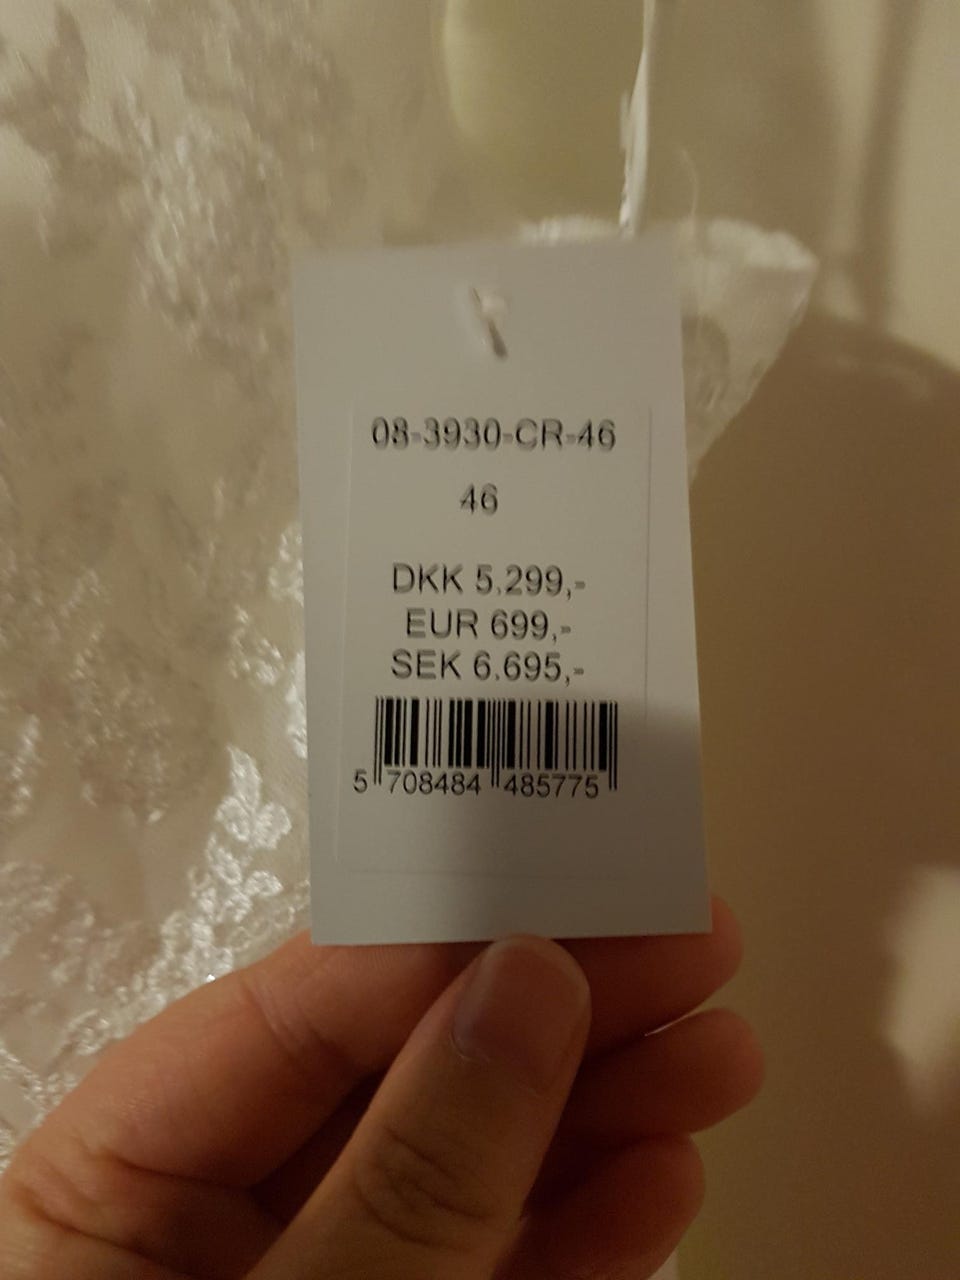 08-3930-CR-46
46
DKK 5.299,-
EUR 699,-
SEK 6.695,-
5 708484 485775